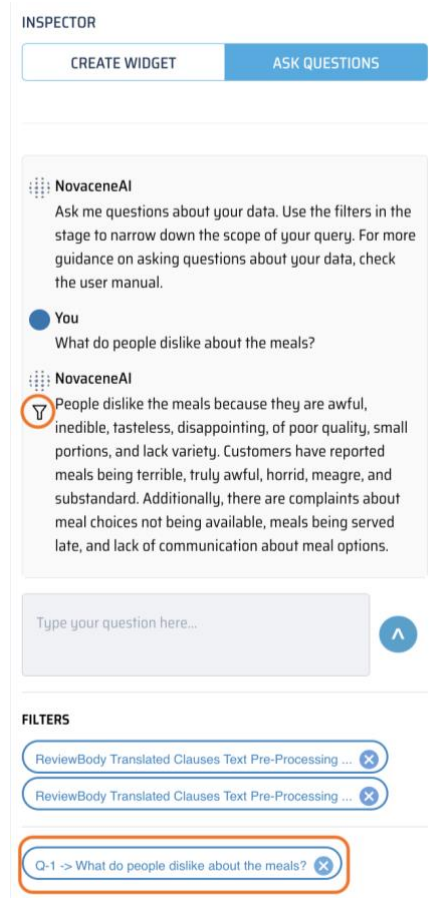 INSPECTOR
CREATE WIDGET
ASK QUESTIONS
NovaceneAI
Ask me questions about your data. Use the filters in the
stage to narrow down the scope of your query. For more
guidance on asking questions about your data, check
the user manual.
You
What do people dislike about the meals?
NovaceneAI
People dislike the meals because they are awful,
inedible, tasteless, disappointing, of poor quality, small
portions, and lack variety. Customers have reported
meals being terrible, truly awful, horrid, meagre, and
substandard. Additionally, there are complaints about
meal choices not being available, meals being served
late, and lack of communication about meal options.
Type your question here...
FILTERS
ReviewBody Translated Clauses Text Pre-Processing ...
ReviewBody Translated Clauses Text Pre-Processing ...
Q-1 -> What do people dislike about the meals?